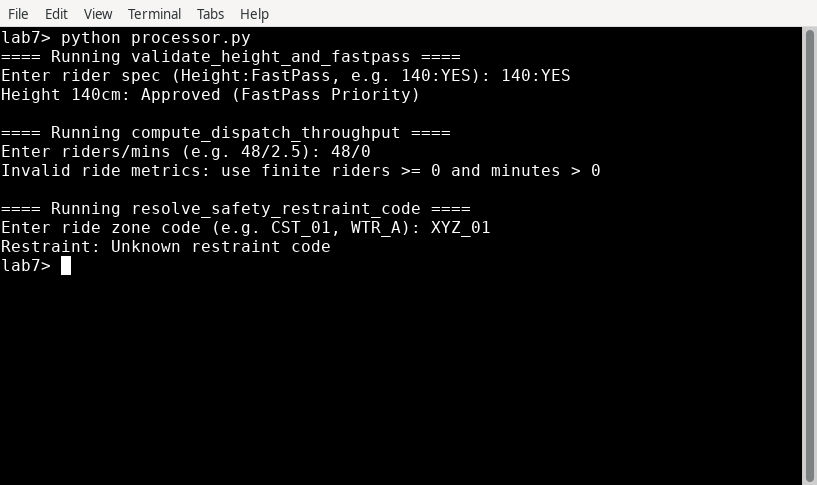 File Edit View Terminal Tabs Help
lab7> python processor.py
==== Running validate_height_and_fastpass ====
Enter rider spec (Height:FastPass, e.g. 140:YES): 140:YES
Height 140cm: Approved (FastPass Priority)
==== Running compute_dispatch_throughput ====
Enter riders/mins (e.g. 48/2.5): 48/0
Invalid ride metrics: use finite riders >= 0 and minutes > 0
==== Running resolve_safety_restraint_code ====
Enter ride zone code (e.g. CST_01, WTR_A): XYZ_01
Restraint: Unknown restraint code
lab7>